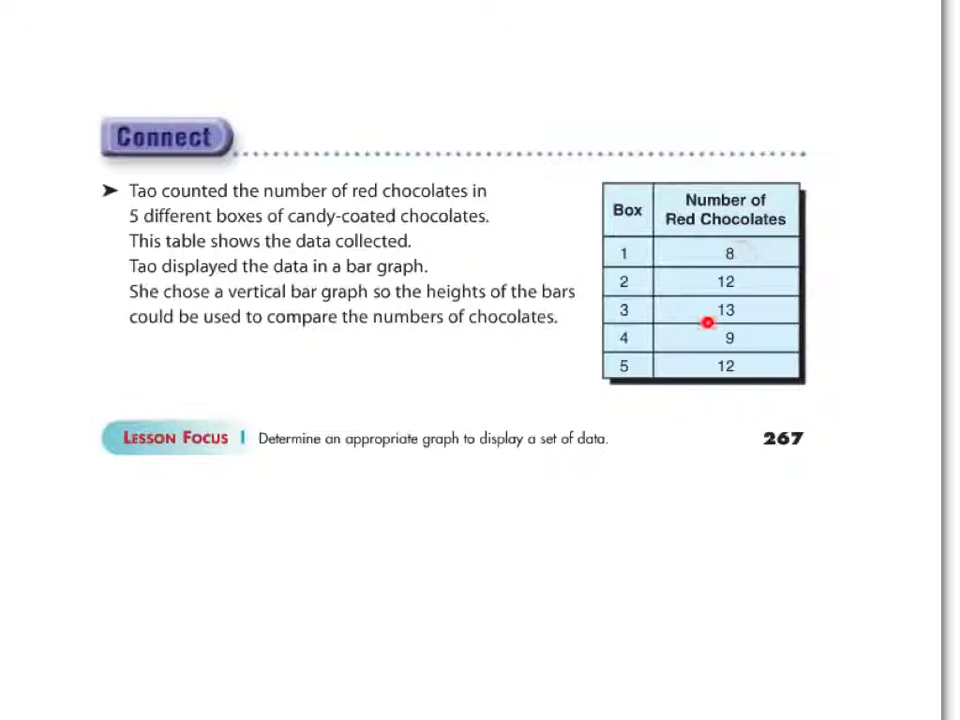 Connect
➤ Tao counted the number of red chocolates in
5 different boxes of candy-coated chocolates.
This table shows the data collected.
Tao displayed the data in a bar graph.
She chose a vertical bar graph so the heights of the bars
could be used to compare the numbers of chocolates.
Box Number of
Red Chocolates
1 8
2 12
3 13
4 9
5 12
LESSON FOCUS | Determine an appropriate graph to display a set of data. 267